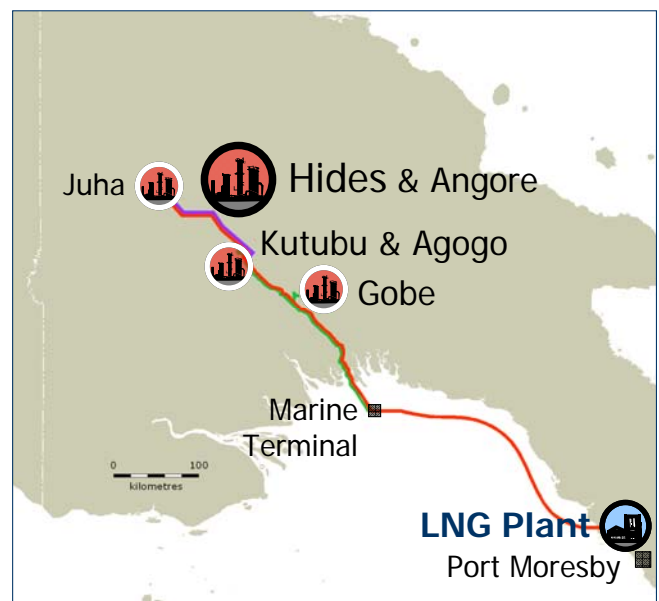 Juha
Hides & Angore
Kutubu & Agogo
Gobe
Marine
Terminal
0 100
kilometres
LNG Plant
Port Moresby